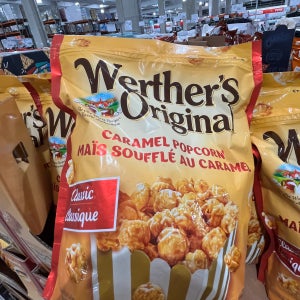 Werther's
Original
CARAMEL POPCORN
MAÏS SOUFFLÉ AU CARAMEL
Classic
Classique